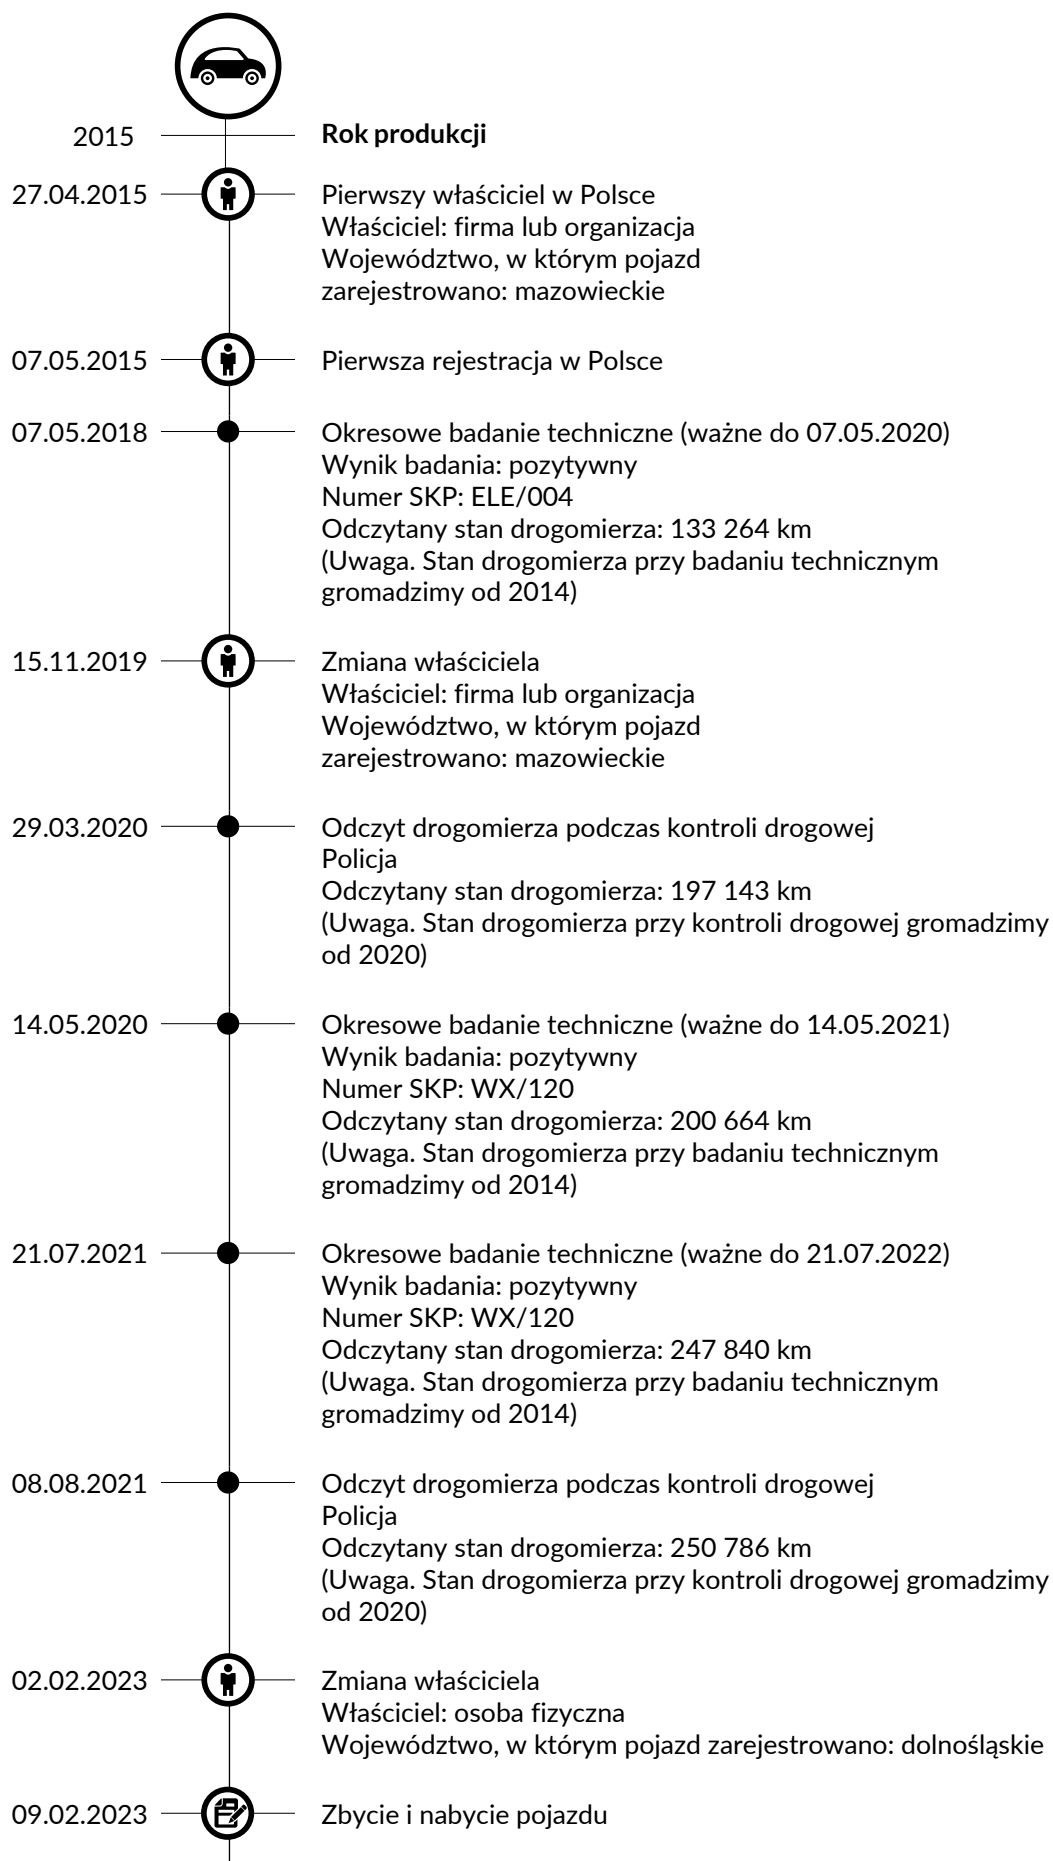 2015 Rok produkcji
27.04.2015 Pierwszy właściciel w Polsce
Właściciel: firma lub organizacja
Województwo, w którym pojazd
zarejestrowano: mazowieckie
07.05.2015 Pierwsza rejestracja w Polsce
07.05.2018 Okresowe badanie techniczne (ważne do 07.05.2020)
Wynik badania: pozytywny
Numer SKP: ELE/004
Odczytany stan drogomierza: 133 264 km
(Uwaga. Stan drogomierza przy badaniu technicznym
gromadzimy od 2014)
15.11.2019 Zmiana właściciela
Właściciel: firma lub organizacja
Województwo, w którym pojazd
zarejestrowano: mazowieckie
29.03.2020 Odczyt drogomierza podczas kontroli drogowej
Policja
Odczytany stan drogomierza: 197 143 km
(Uwaga. Stan drogomierza przy kontroli drogowej gromadzimy
od 2020)
14.05.2020 Okresowe badanie techniczne (ważne do 14.05.2021)
Wynik badania: pozytywny
Numer SKP: WX/120
Odczytany stan drogomierza: 200 664 km
(Uwaga. Stan drogomierza przy badaniu technicznym
gromadzimy od 2014)
21.07.2021 Okresowe badanie techniczne (ważne do 21.07.2022)
Wynik badania: pozytywny
Numer SKP: WX/120
Odczytany stan drogomierza: 247 840 km
(Uwaga. Stan drogomierza przy badaniu technicznym
gromadzimy od 2014)
08.08.2021 Odczyt drogomierza podczas kontroli drogowej
Policja
Odczytany stan drogomierza: 250 786 km
(Uwaga. Stan drogomierza przy kontroli drogowej gromadzimy
od 2020)
02.02.2023 Zmiana właściciela
Właściciel: osoba fizyczna
Województwo, w którym pojazd zarejestrowano: dolnośląskie
09.02.2023 Zbycie i nabycie pojazdu